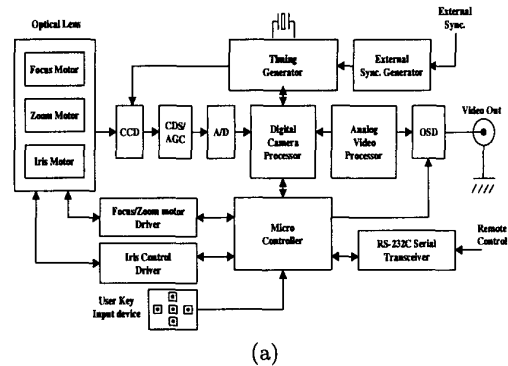 External
Sync.
Optical Lens
Focus Motor
Zoom Motor
Iris Motor
Timing
Generator
External
Sync. Generator
CCD
CDS/
AGC
A/D
Digital
Camera
Processor
Analog
Video
Processor
OSD
Video Out
Focus/Zoom motor
Driver
Iris Control
Driver
Micro
Controller
RS-232C Serial
Transceiver
Remote
Control
User Key
Input device
(a)